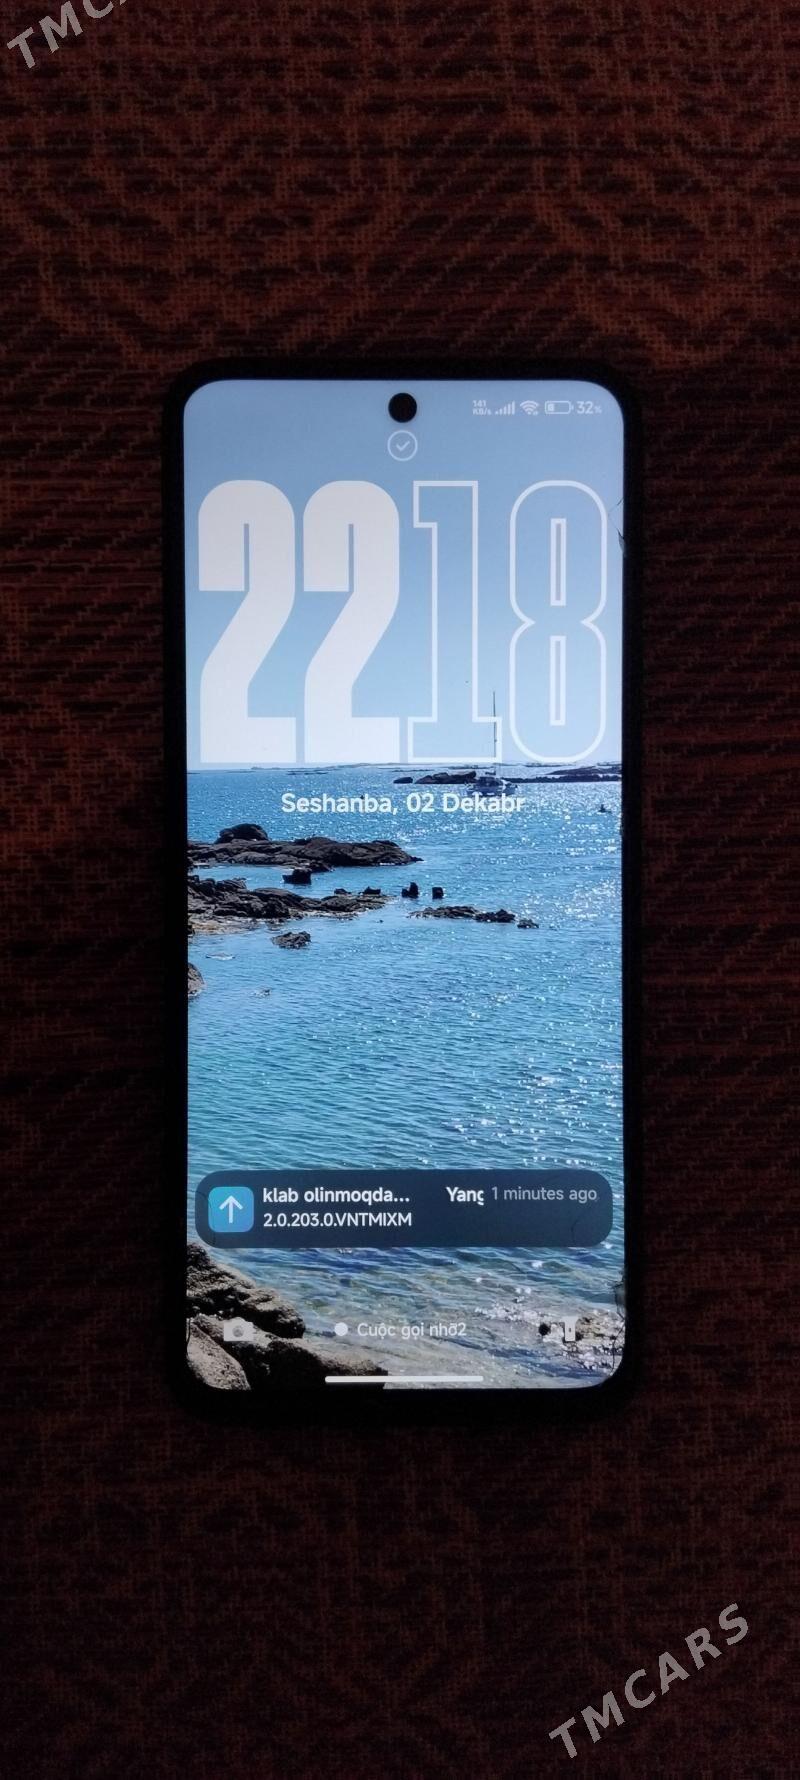 TMC
141
KB/s
32%
2218
Seshanba, 02 Dekabr
klab olinmoqda... Yang 1 minutes ago
2.0.203.0.VNTMIXM
Cuộc gọi nhỡ2
TMCARS